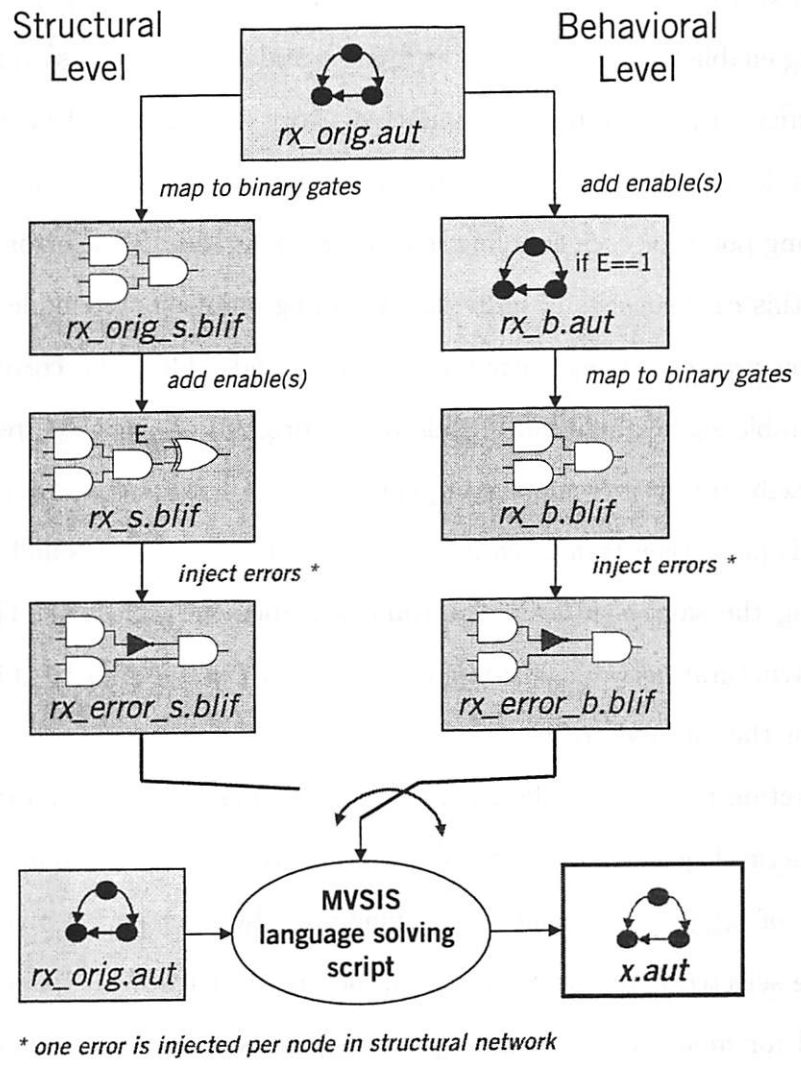 Structural
Level
Behavioral
Level
rx_orig.aut
map to binary gates
add enable(s)
rx_orig_s.blif
if E==1
rx_b.aut
add enable(s)
map to binary gates
E
rx_s.blif
rx_b.blif
inject errors *
inject errors *
rx_error_s.blif
rx_error_b.blif
rx_orig.aut
MVSIS
language solving
script
x.aut
* one error is injected per node in structural network